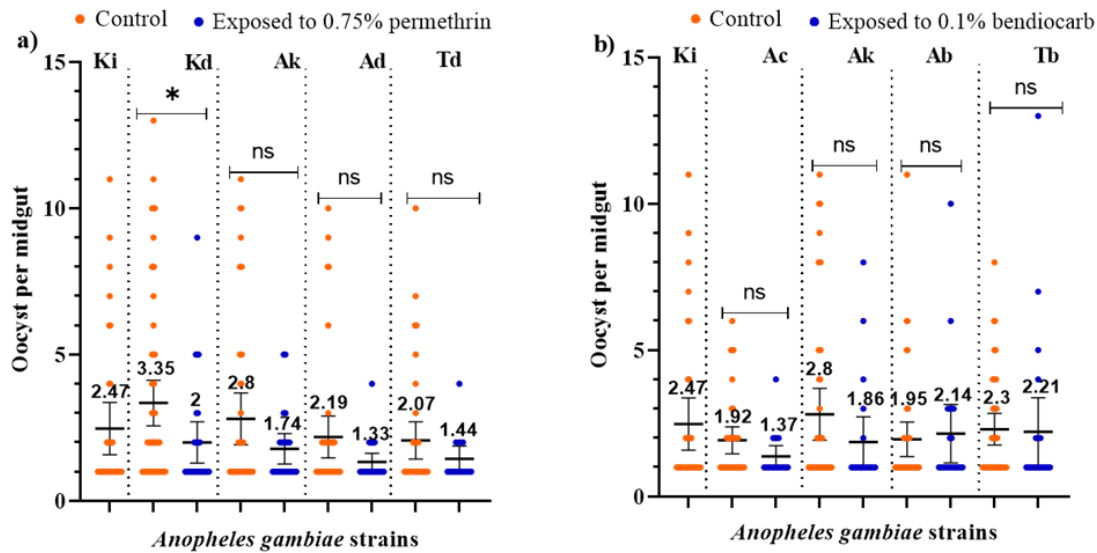 Control Exposed to 0.75% permethrin
a)
Ki Kd Ak Ad Td
15
10
5
0
*
ns
ns
ns
2.47
3.35
2
2.8
1.74
2.19
1.33
2.07
1.44
Oocyst per midgut
Anopheles gambiae strains
Control Exposed to 0.1% bendiocarb
b)
Ki Ac Ak Ab Tb
15
10
5
0
ns
ns
ns
ns
2.47
1.92
1.37
2.8
1.86
1.95
2.14
2.3
2.21
Oocyst per midgut
Anopheles gambiae strains